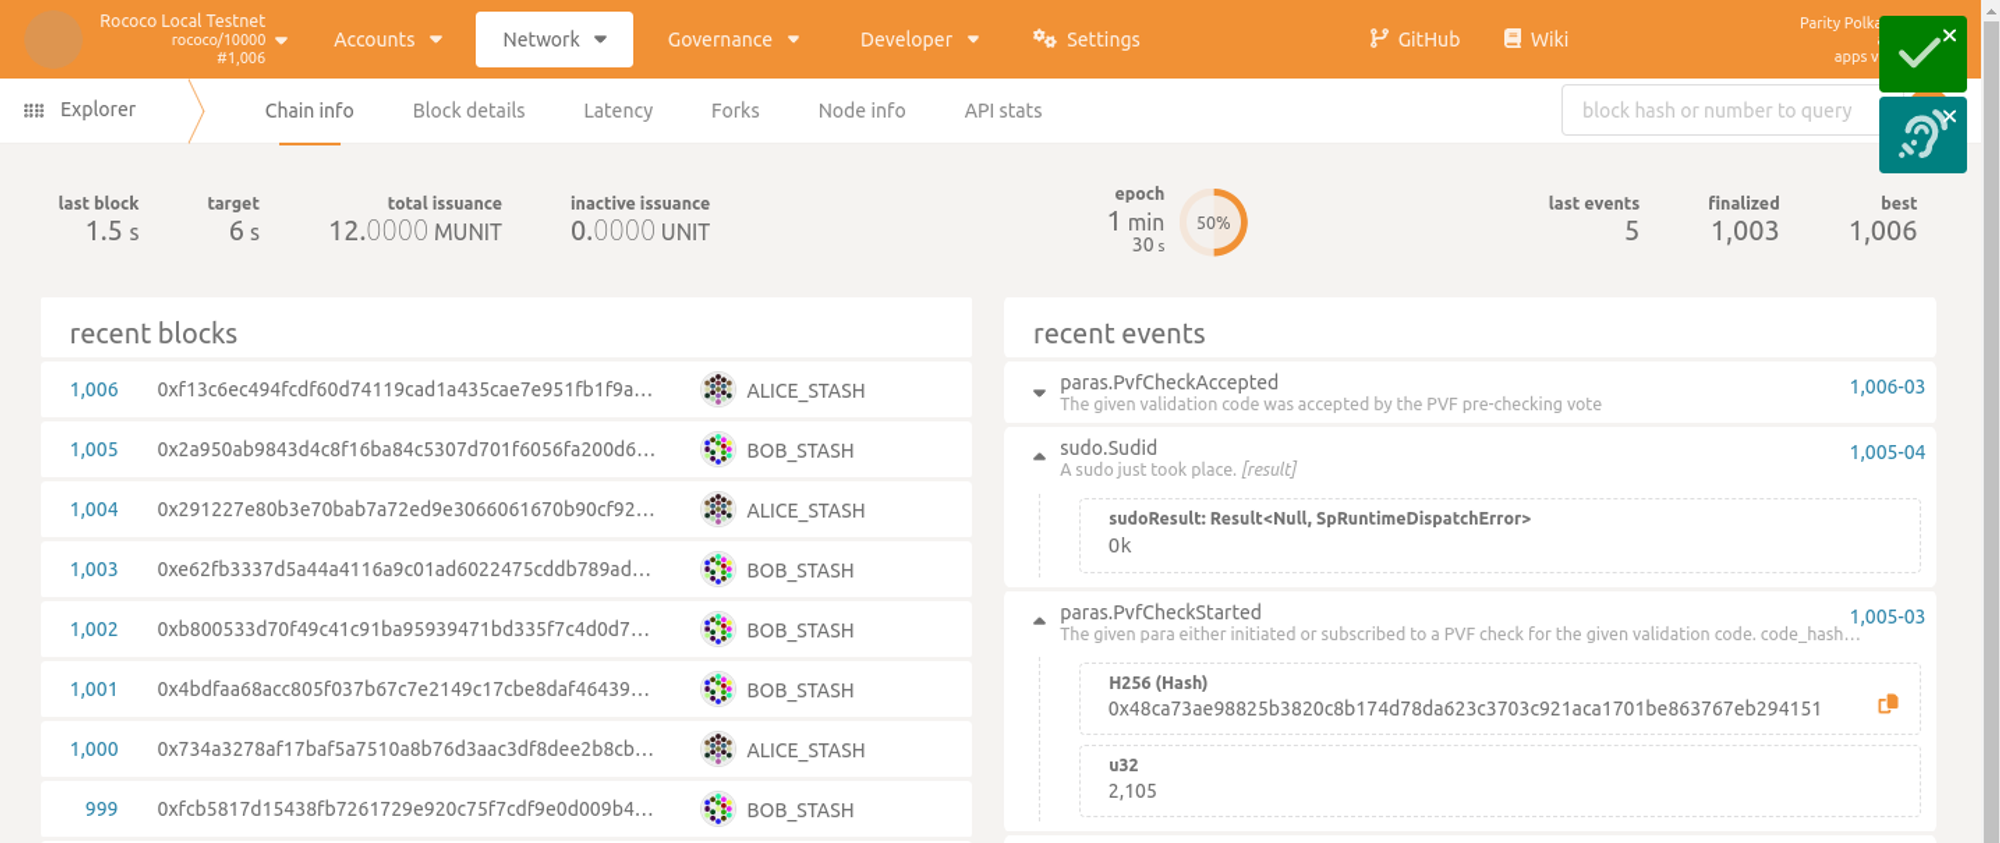 Rococo Local Testnet
rococo/10000
#1,006
Accounts
Network
Governance
Developer
Settings
GitHub
Wiki
Parity Polka
apps v
Explorer
Chain info
Block details
Latency
Forks
Node info
API stats
block hash or number to query
last block
1.5 s
target
6 s
total issuance
12.0000 MUNIT
inactive issuance
0.0000 UNIT
epoch
1 min
30 s
50%
last events
5
finalized
1,003
best
1,006
recent blocks
1,006 0xf13c6ec494fcdf60d74119cad1a435cae7e951fb1f9a... ALICE_STASH
1,005 0x2a950ab9843d4c8f16ba84c5307d701f6056fa200d6... BOB_STASH
1,004 0x291227e80b3e70bab7a72ed9e3066061670b90cf92... ALICE_STASH
1,003 0xe62fb3337d5a44a4116a9c01ad6022475cddb789ad... BOB_STASH
1,002 0xb800533d70f49c41c91ba95939471bd335f7c4d0d7... BOB_STASH
1,001 0x4bdfaa68acc805f037b67c7e2149c17cbe8daf46439... BOB_STASH
1,000 0x734a3278af17baf5a7510a8b76d3aac3df8dee2b8cb... ALICE_STASH
999 0xfcb5817d15438fb7261729e920c75f7cdf9e0d009b4... BOB_STASH
recent events
paras.PvfCheckAccepted 1,006-03
The given validation code was accepted by the PVF pre-checking vote
sudo.Sudid 1,005-04
A sudo just took place. [result]
sudoResult: Result<Null, SpRuntimeDispatchError>
Ok
paras.PvfCheckStarted 1,005-03
The given para either initiated or subscribed to a PVF check for the given validation code. code_hash...
H256 (Hash)
0x48ca73ae98825b3820c8b174d78da623c3703c921aca1701be863767eb294151
u32
2,105